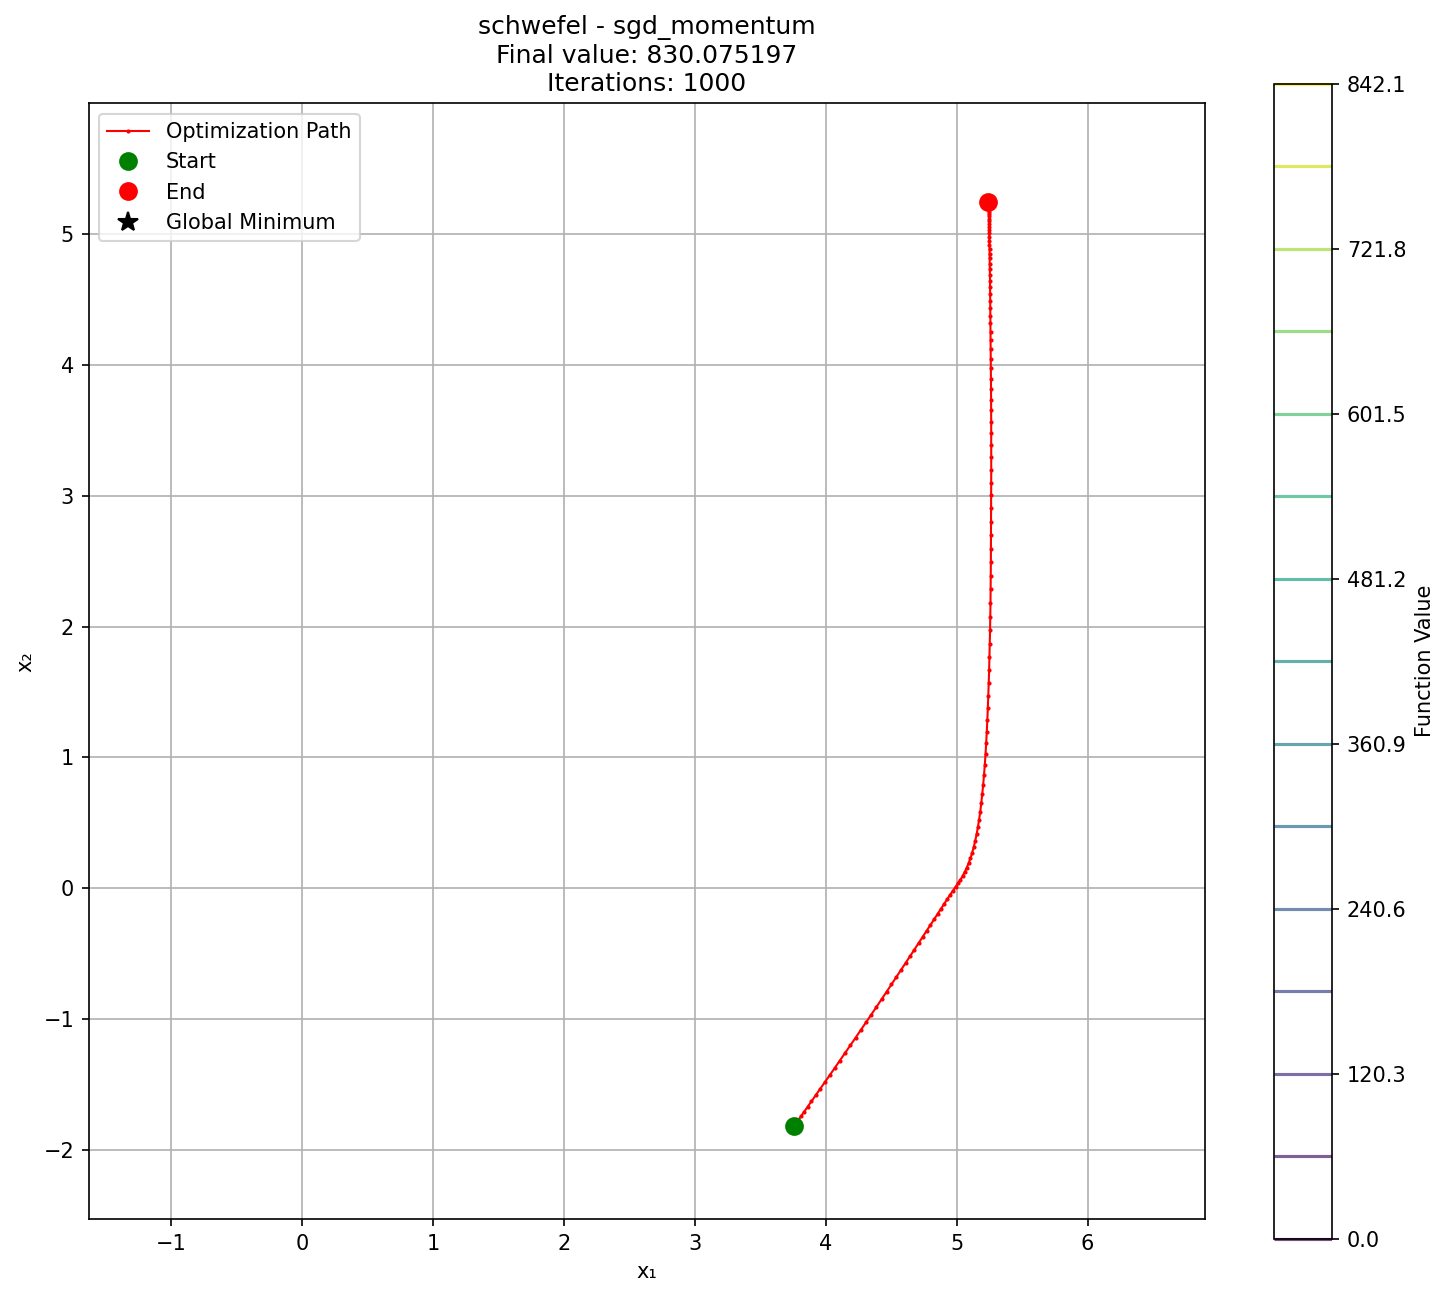 schwefel - sgd_momentum
Final value: 830.075197
Iterations: 1000
Optimization Path
Start
End
Global Minimum
5
4
3
2
1
0
−1
−2
x₂
−1
0
1
2
3
4
5
6
x₁
842.1
721.8
601.5
481.2
360.9
240.6
120.3
0.0
Function Value